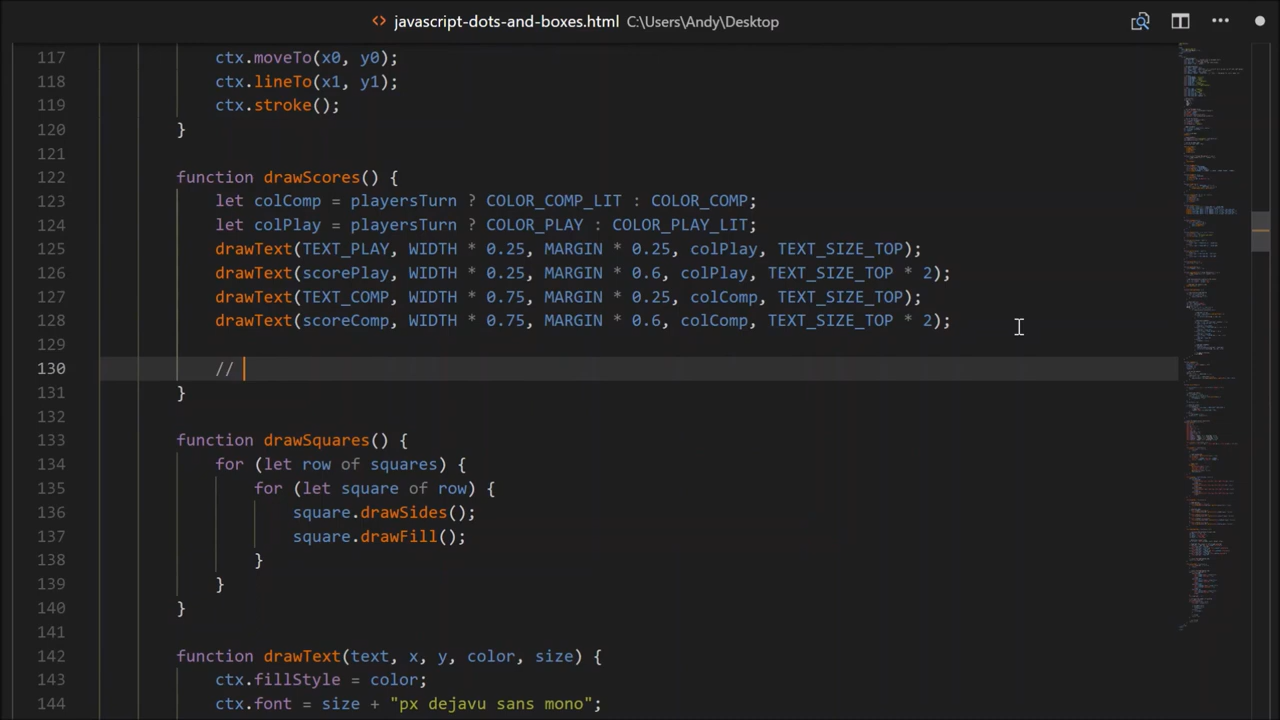 javascript-dots-and-boxes.html C:\Users\Andy\Desktop
117 ctx.moveTo(x0, y0);
118 ctx.lineTo(x1, y1);
119 ctx.stroke();
120 }
121
122 function drawScores() {
123 let colComp = playersTurn ? COLOR_COMP_LIT : COLOR_COMP;
124 let colPlay = playersTurn ? COLOR_PLAY : COLOR_PLAY_LIT;
125 drawText(TEXT_PLAY, WIDTH * 0.25, MARGIN * 0.25, colPlay, TEXT_SIZE_TOP);
126 drawText(scorePlay, WIDTH * 0.25, MARGIN * 0.6, colPlay, TEXT_SIZE_TOP * 2);
127 drawText(TEXT_COMP, WIDTH * 0.75, MARGIN * 0.25, colComp, TEXT_SIZE_TOP);
128 drawText(scoreComp, WIDTH * 0.75, MARGIN * 0.6, colComp, TEXT_SIZE_TOP * 2);
129
130 //
131 }
132
133 function drawSquares() {
134 for (let row of squares) {
135 for (let square of row) {
136 square.drawSides();
137 square.drawFill();
138 }
139 }
140 }
141
142 function drawText(text, x, y, color, size) {
143 ctx.fillStyle = color;
144 ctx.font = size + "px dejavu sans mono";